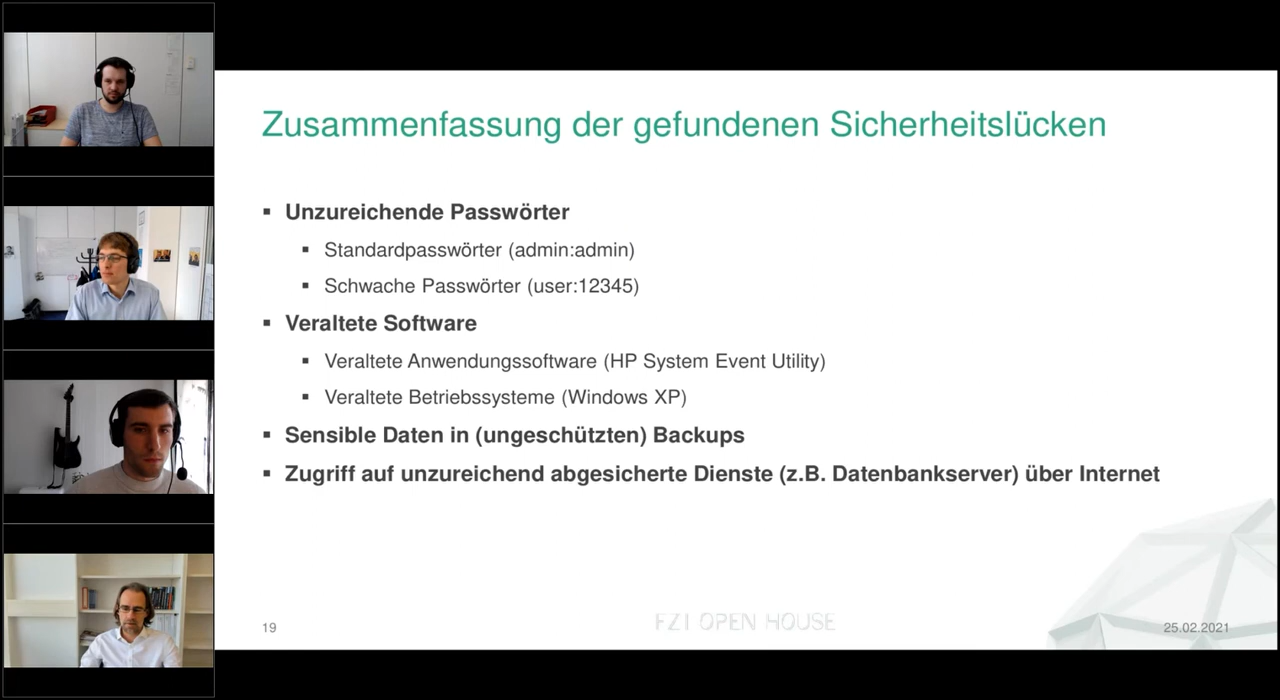 Zusammenfassung der gefundenen Sicherheitslücken
▪ Unzureichende Passwörter
▪ Standardpasswörter (admin:admin)
▪ Schwache Passwörter (user:12345)
▪ Veraltete Software
▪ Veraltete Anwendungssoftware (HP System Event Utility)
▪ Veraltete Betriebssysteme (Windows XP)
▪ Sensible Daten in (ungeschützten) Backups
▪ Zugriff auf unzureichend abgesicherte Dienste (z.B. Datenbankserver) über Internet
19
FZI OPEN HOUSE
25.02.2021